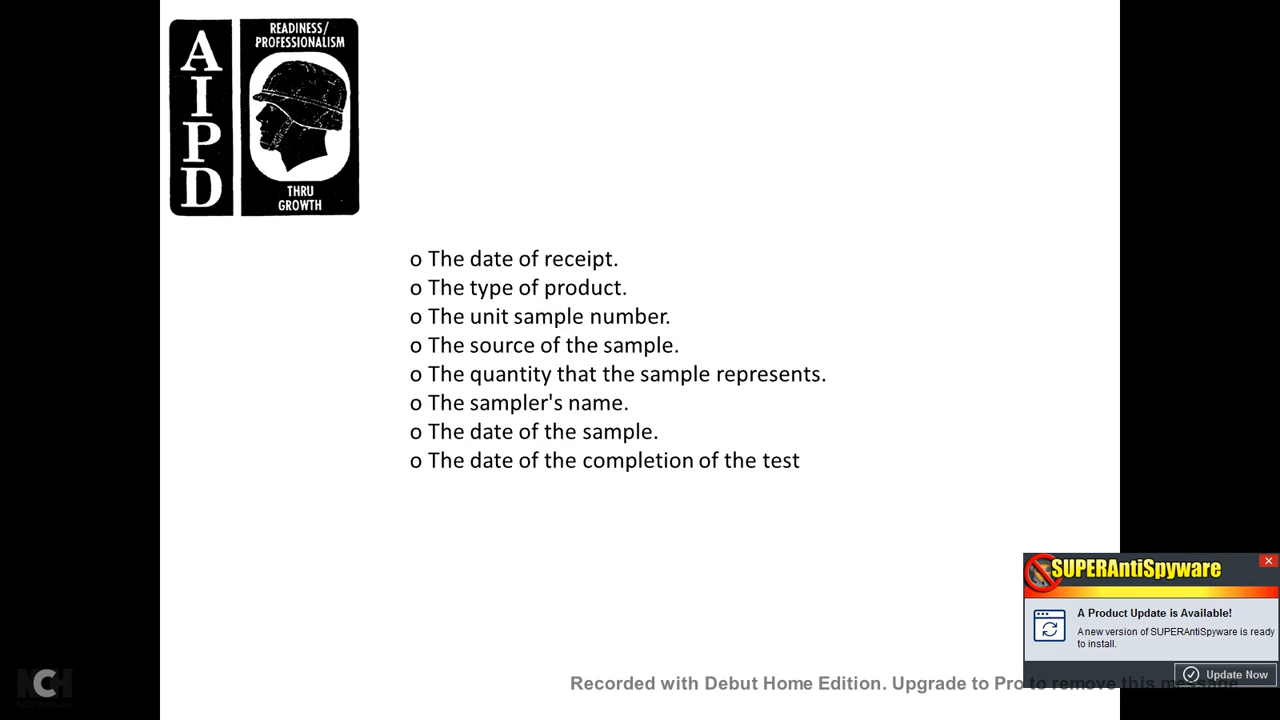 A
I
P
D
READINESS/
PROFESSIONALISM
THRU
GROWTH
o The date of receipt.
o The type of product.
o The unit sample number.
o The source of the sample.
o The quantity that the sample represents.
o The sampler's name.
o The date of the sample.
o The date of the completion of the test
SUPERAntiSpyware
A Product Update is Available!
A new version of SUPERAntiSpyware is ready
to install.
Update Now
Recorded with Debut Home Edition. Upgrade to Pro to remove this message
NCH
NCH Software